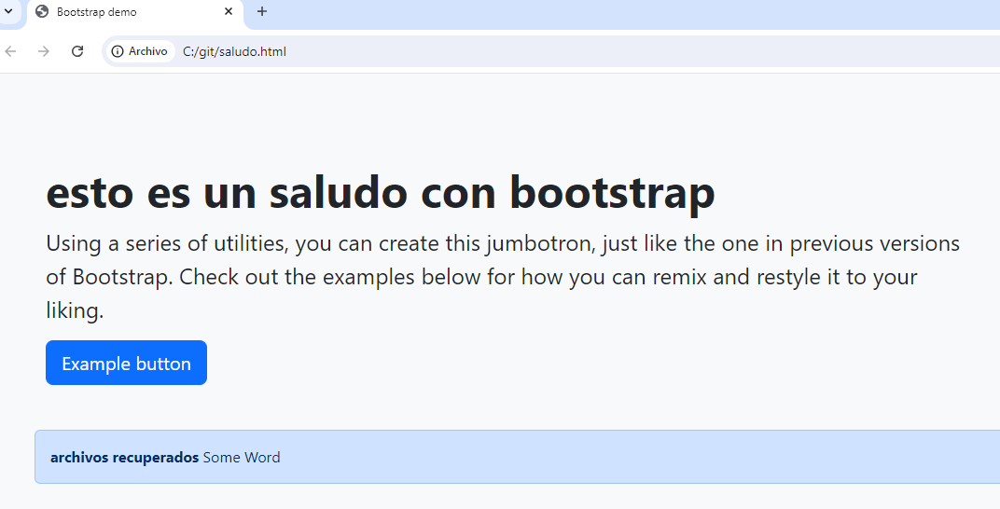 Bootstrap demo
Archivo C:/git/saludo.html
esto es un saludo con bootstrap
Using a series of utilities, you can create this jumbotron, just like the one in previous versions
of Bootstrap. Check out the examples below for how you can remix and restyle it to your
liking.
Example button
archivos recuperados Some Word